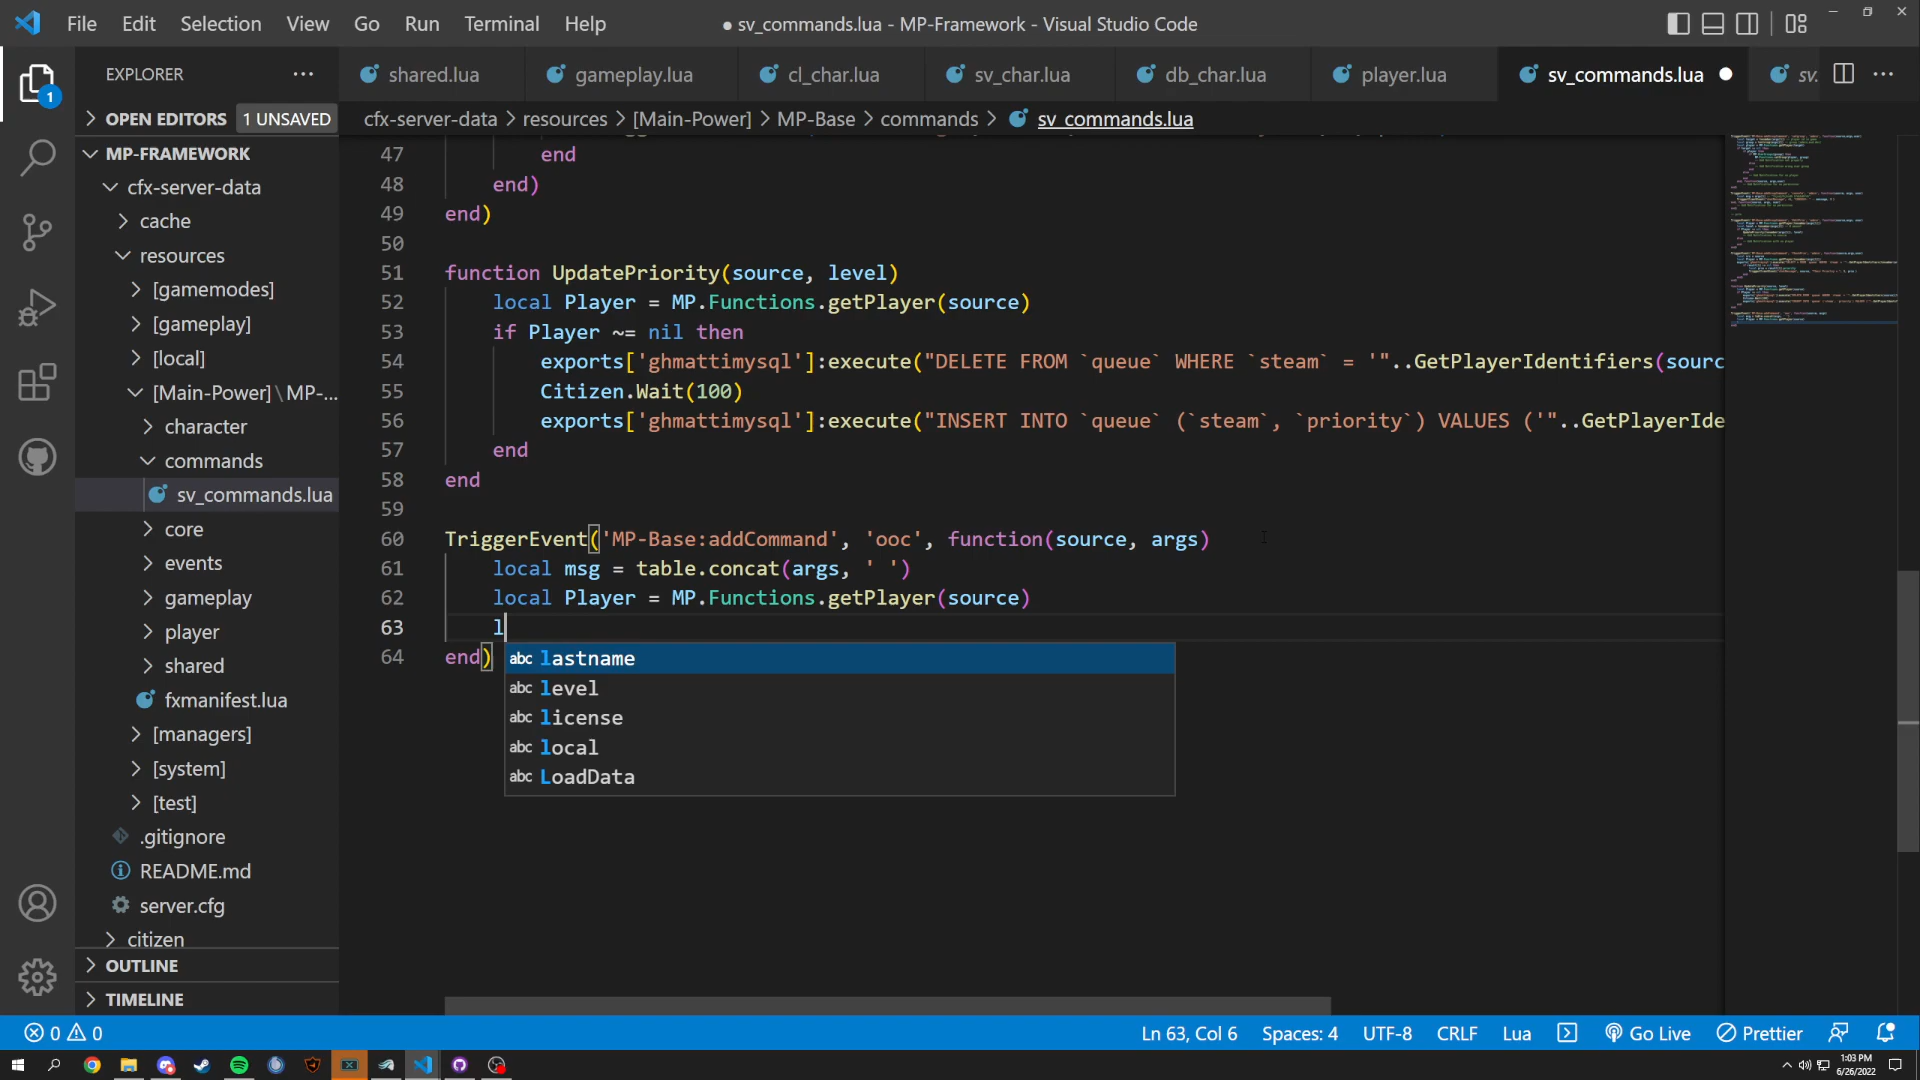 File Edit Selection View Go Run Terminal Help
● sv_commands.lua - MP-Framework - Visual Studio Code
EXPLORER ···
shared.lua gameplay.lua cl_char.lua sv_char.lua db_char.lua player.lua sv_commands.lua ● sv. ···
OPEN EDITORS 1 UNSAVED
cfx-server-data > resources > [Main-Power] > MP-Base > commands > sv_commands.lua
MP-FRAMEWORK
cfx-server-data
cache
resources
[gamemodes]
[gameplay]
[local]
[Main-Power]\MP-...
character
commands
sv_commands.lua
core
events
gameplay
player
shared
fxmanifest.lua
[managers]
[system]
[test]
.gitignore
README.md
server.cfg
citizen
OUTLINE
TIMELINE
1
47 end
48 end)
49 end)
50
51 function UpdatePriority(source, level)
52 local Player = MP.Functions.getPlayer(source)
53 if Player ~= nil then
54 exports['ghmattimysql']:execute("DELETE FROM `queue` WHERE `steam` = '"..GetPlayerIdentifiers(sourc
55 Citizen.Wait(100)
56 exports['ghmattimysql']:execute("INSERT INTO `queue` (`steam`, `priority`) VALUES ('"..GetPlayerIde
57 end
58 end
59
60 TriggerEvent('MP-Base:addCommand', 'ooc', function(source, args)
61 local msg = table.concat(args, ' ')
62 local Player = MP.Functions.getPlayer(source)
63 l
64 end)
abc lastname
abc level
abc license
abc local
abc LoadData
0 0 Ln 63, Col 6 Spaces: 4 UTF-8 CRLF Lua Go Live Prettier
1:03 PM
6/26/2022